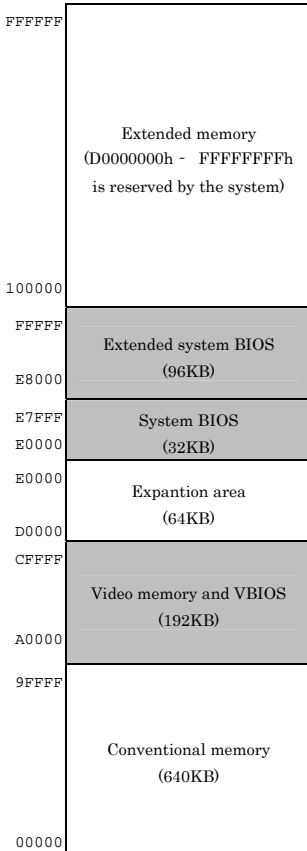 FFFFFF
Extended memory
(D0000000h - FFFFFFFFh
is reserved by the system)
100000
FFFFF
Extended system BIOS
(96KB)
E8000
E7FFF
System BIOS
E0000
(32KB)
E0000
Expantion area
(64KB)
D0000
CFFFF
Video memory and VBIOS
(192KB)
A0000
9FFFF
Conventional memory
(640KB)
00000